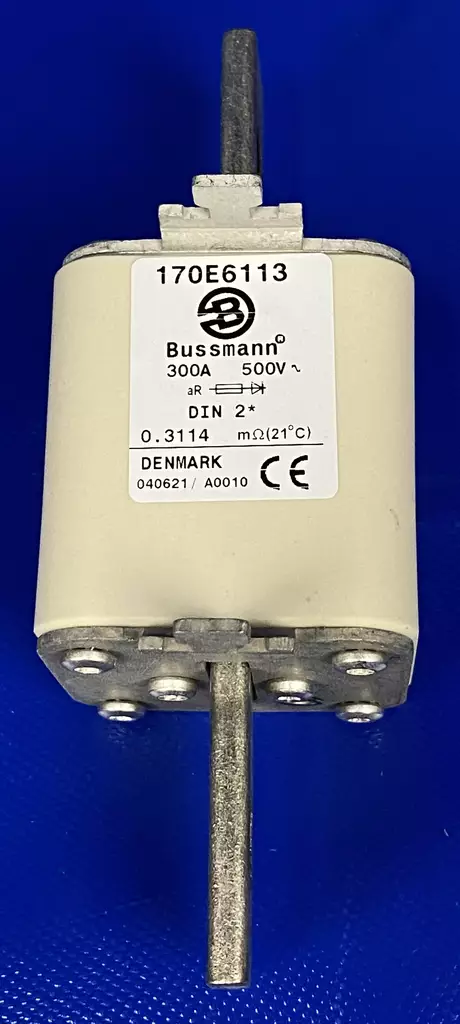 170E6113
B
Bussmann®
300A 500V~
aR
DIN 2*
0.3114 mΩ(21°C)
DENMARK
040621/ A0010 CE